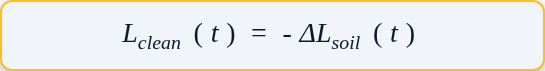 L_clean ( t ) = - ΔL_soil ( t )